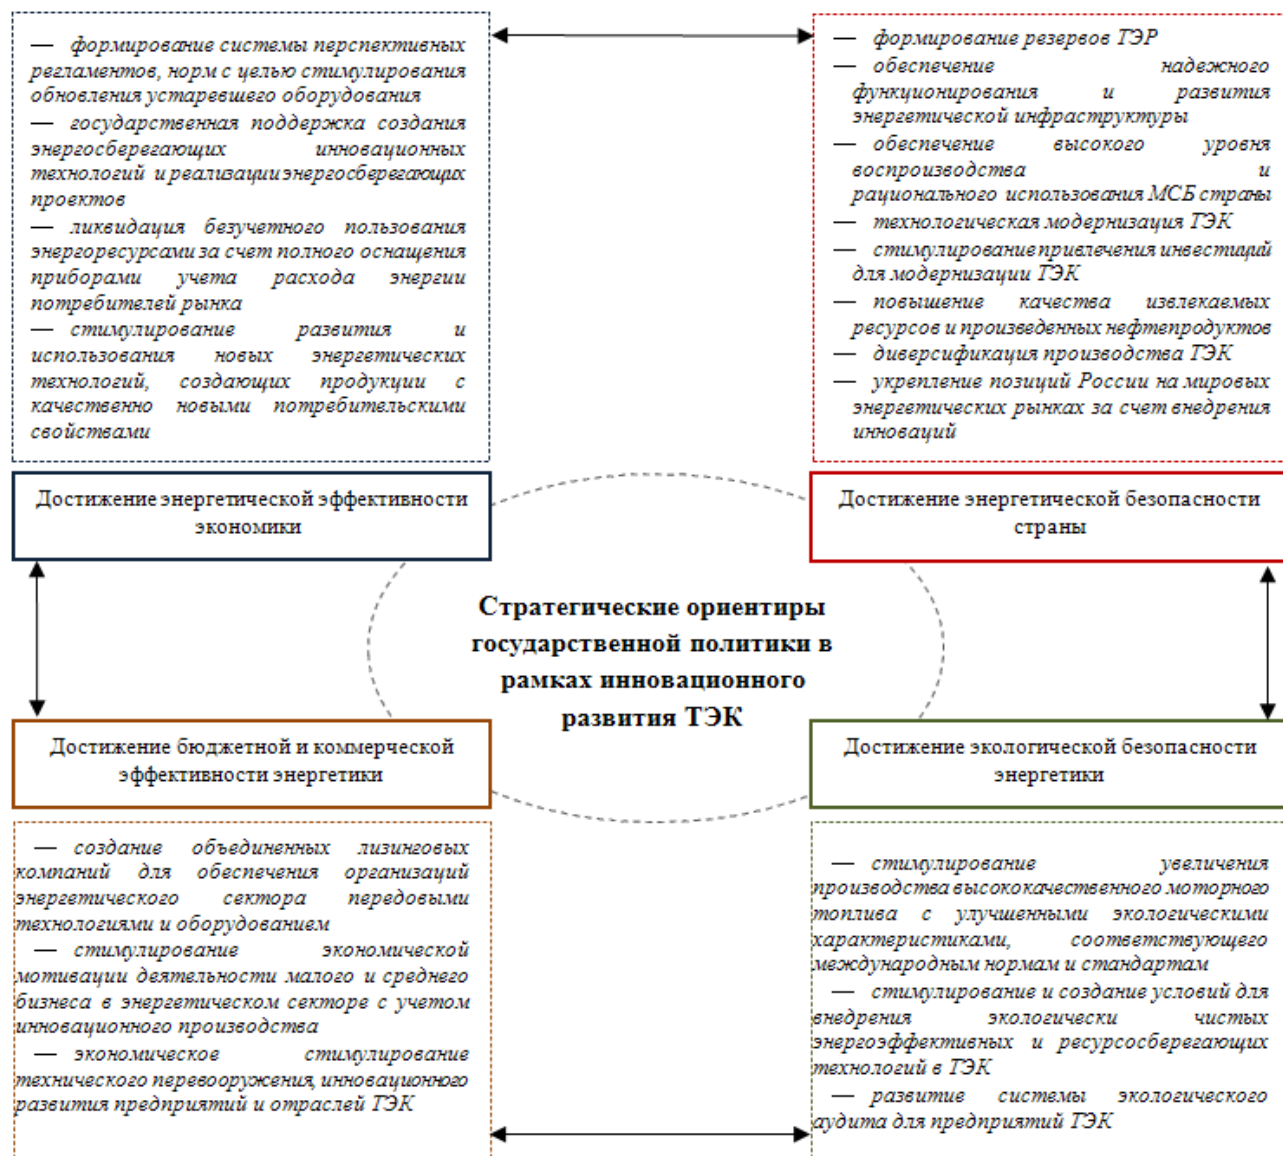 — формирование системы перспективных
регламентов, норм с целью стимулирования
обновления устаревшего оборудования
— государственная поддержка создания
энергосберегающих инновационных
технологий и реализации энергосберегающих
проектов
— ликвидация безучетного пользования
энергоресурсами за счет полного оснащения
приборами учета расхода энергии
потребителей рынка
— стимулирование развития и
использования новых энергетических
технологий, создающих продукции с
качественно новыми потребительскими
свойствами
— формирование резервов ТЭР
— обеспечение надежного
функционирования и развития
энергетической инфраструктуры
— обеспечение высокого уровня
воспроизводства и
рационального использования МСБ страны
— технологическая модернизация ТЭК
— стимулирование привлечения инвестиций
для модернизации ТЭК
— повышение качества извлекаемых
ресурсов и произведенных нефтепродуктов
— диверсификация производства ТЭК
— укрепление позиций России на мировых
энергетических рынках за счет внедрения
инноваций
Достижение энергетической эффективности
экономики
Достижение энергетической безопасности
страны
Стратегические ориентиры
государственной политики в
рамках инновационного
развития ТЭК
Достижение бюджетной и коммерческой
эффективности энергетики
Достижение экологической безопасности
энергетики
— создание объединенных лизинговых
компаний для обеспечения организаций
энергетического сектора передовыми
технологиями и оборудованием
— стимулирование экономической
мотивации деятельности малого и среднего
бизнеса в энергетическом секторе с учетом
инновационного производства
— экономическое стимулирование
технического перевооружения, инновационного
развития предприятий и отраслей ТЭК
— стимулирование увеличения
производства высококачественного моторного
топлива с улучшенными экологическими
характеристиками, соответствующего
международным нормам и стандартам
— стимулирование и создание условий для
внедрения экологически чистых
энергоэффективных и ресурсосберегающих
технологий в ТЭК
— развитие системы экологического
аудита для предприятий ТЭК